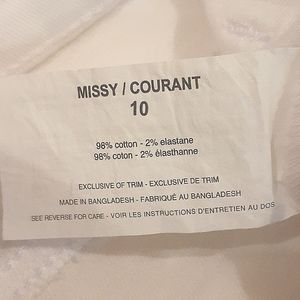 MISSY / COURANT
10
98% cotton - 2% elastane
98% coton - 2% élasthanne
EXCLUSIVE OF TRIM - EXCLUSIVE DE TRIM
MADE IN BANGLADESH - FABRIQUÉ AU BANGLADESH
SEE REVERSE FOR CARE - VOIR LES INSTRUCTIONS D'ENTRETIEN AU DOS